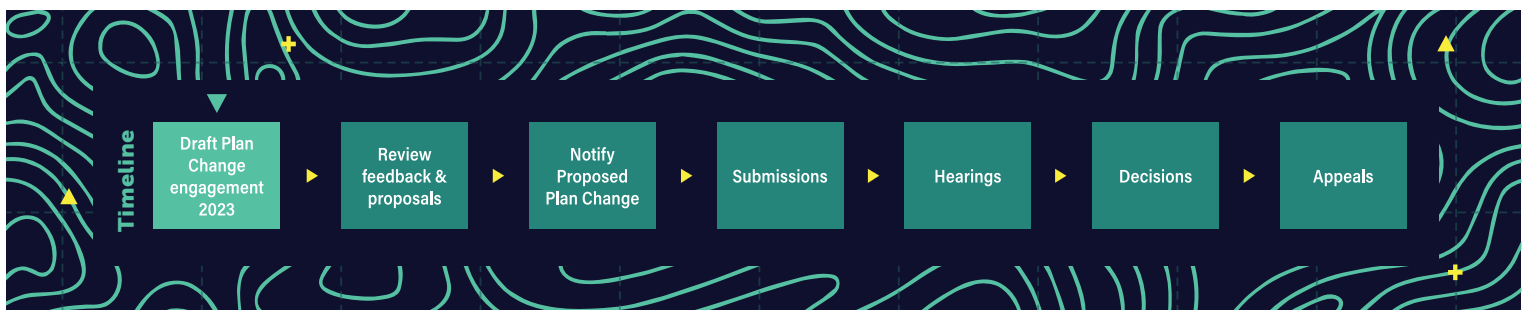 Timeline
Draft Plan
Change
engagement
2023
Review
feedback &
proposals
Notify
Proposed
Plan Change
Submissions
Hearings
Decisions
Appeals